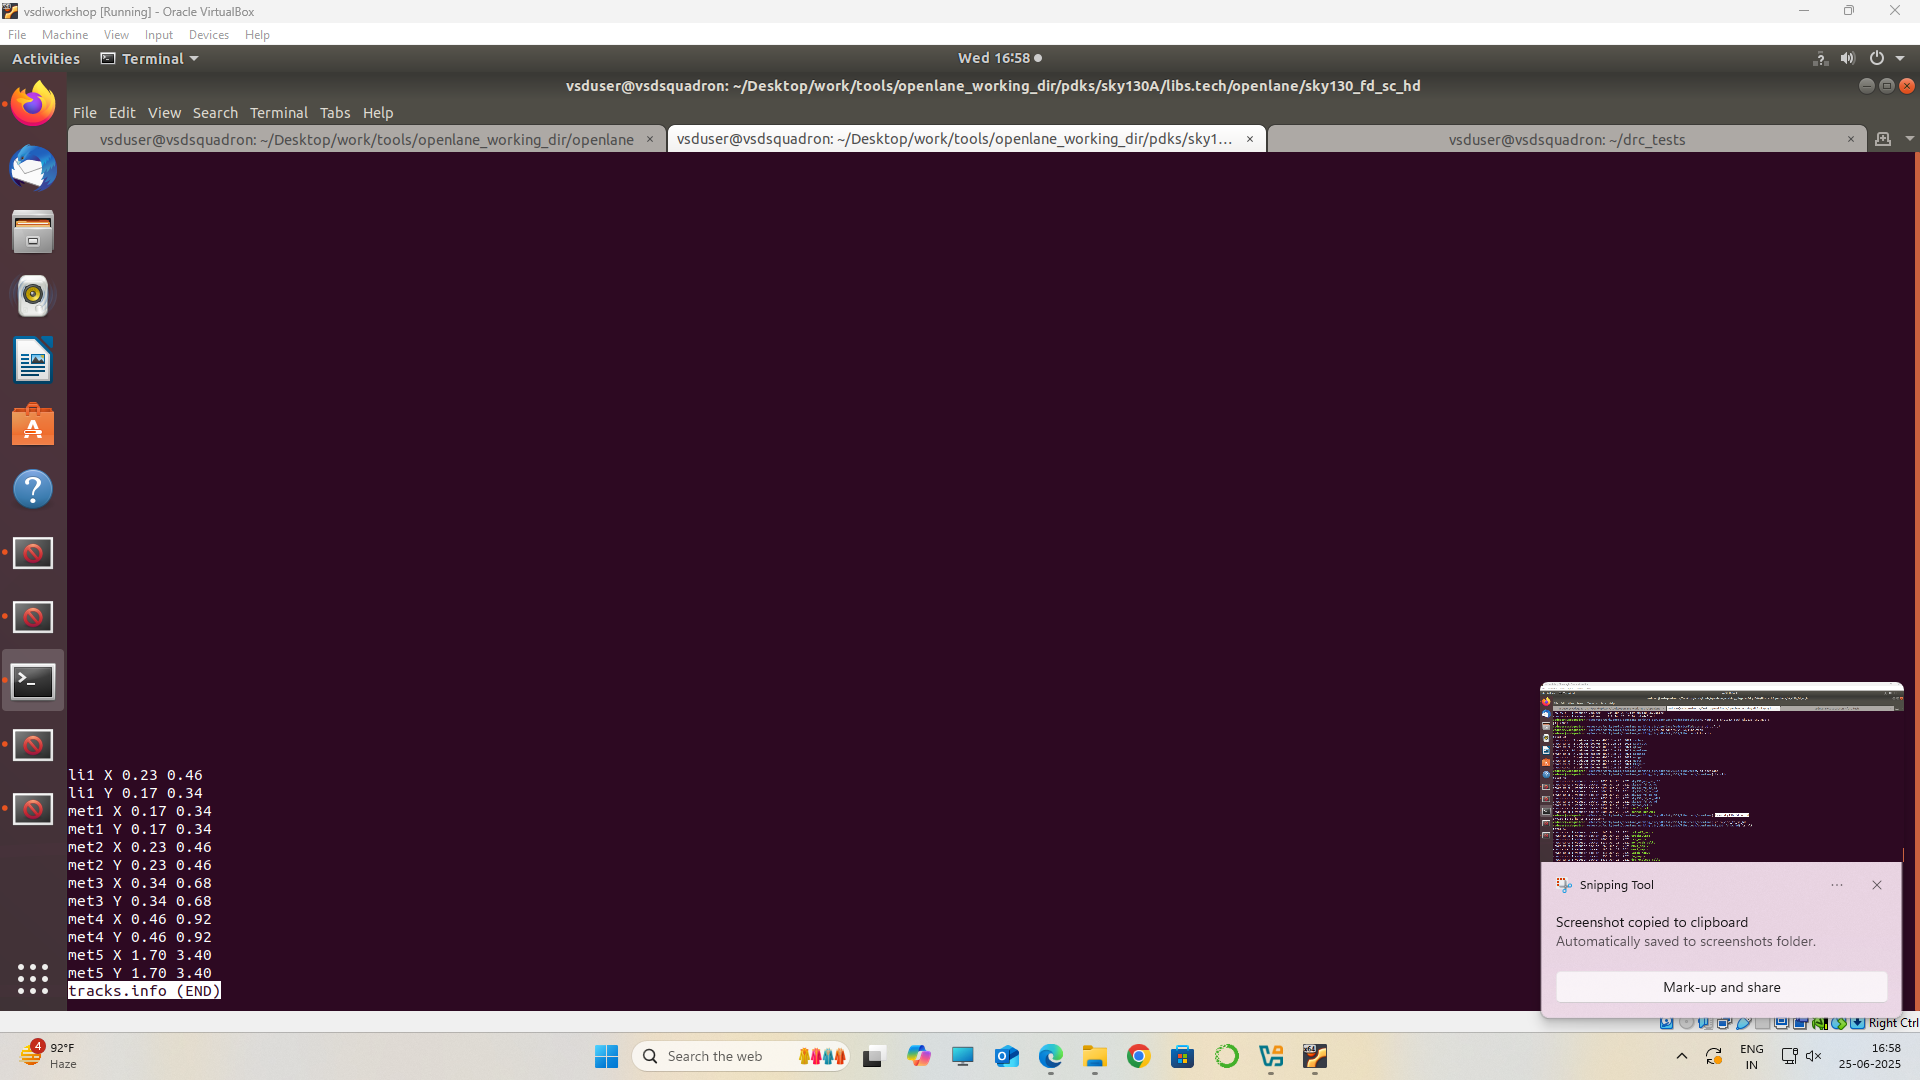 vsdiworkshop [Running] - Oracle VirtualBox
File Machine View Input Devices Help
Activities Terminal Wed 16:58
vsduser@vsdsquadron: ~/Desktop/work/tools/openlane_working_dir/pdks/sky130A/libs.tech/openlane/sky130_fd_sc_hd
File Edit View Search Terminal Tabs Help
vsduser@vsdsquadron: ~/Desktop/work/tools/openlane_working_dir/openlane × vsduser@vsdsquadron: ~/Desktop/work/tools/openlane_working_dir/pdks/sky1... × vsduser@vsdsquadron: ~/drc_tests ×
li1 X 0.23 0.46
li1 Y 0.17 0.34
met1 X 0.17 0.34
met1 Y 0.17 0.34
met2 X 0.23 0.46
met2 Y 0.23 0.46
met3 X 0.34 0.68
met3 Y 0.34 0.68
met4 X 0.46 0.92
met4 Y 0.46 0.92
met5 X 1.70 3.40
met5 Y 1.70 3.40
tracks.info (END)
Snipping Tool
Screenshot copied to clipboard
Automatically saved to screenshots folder.
Mark-up and share
Right Ctrl
4
92°F
Haze
Search the web
ENG
IN
16:58
25-06-2025